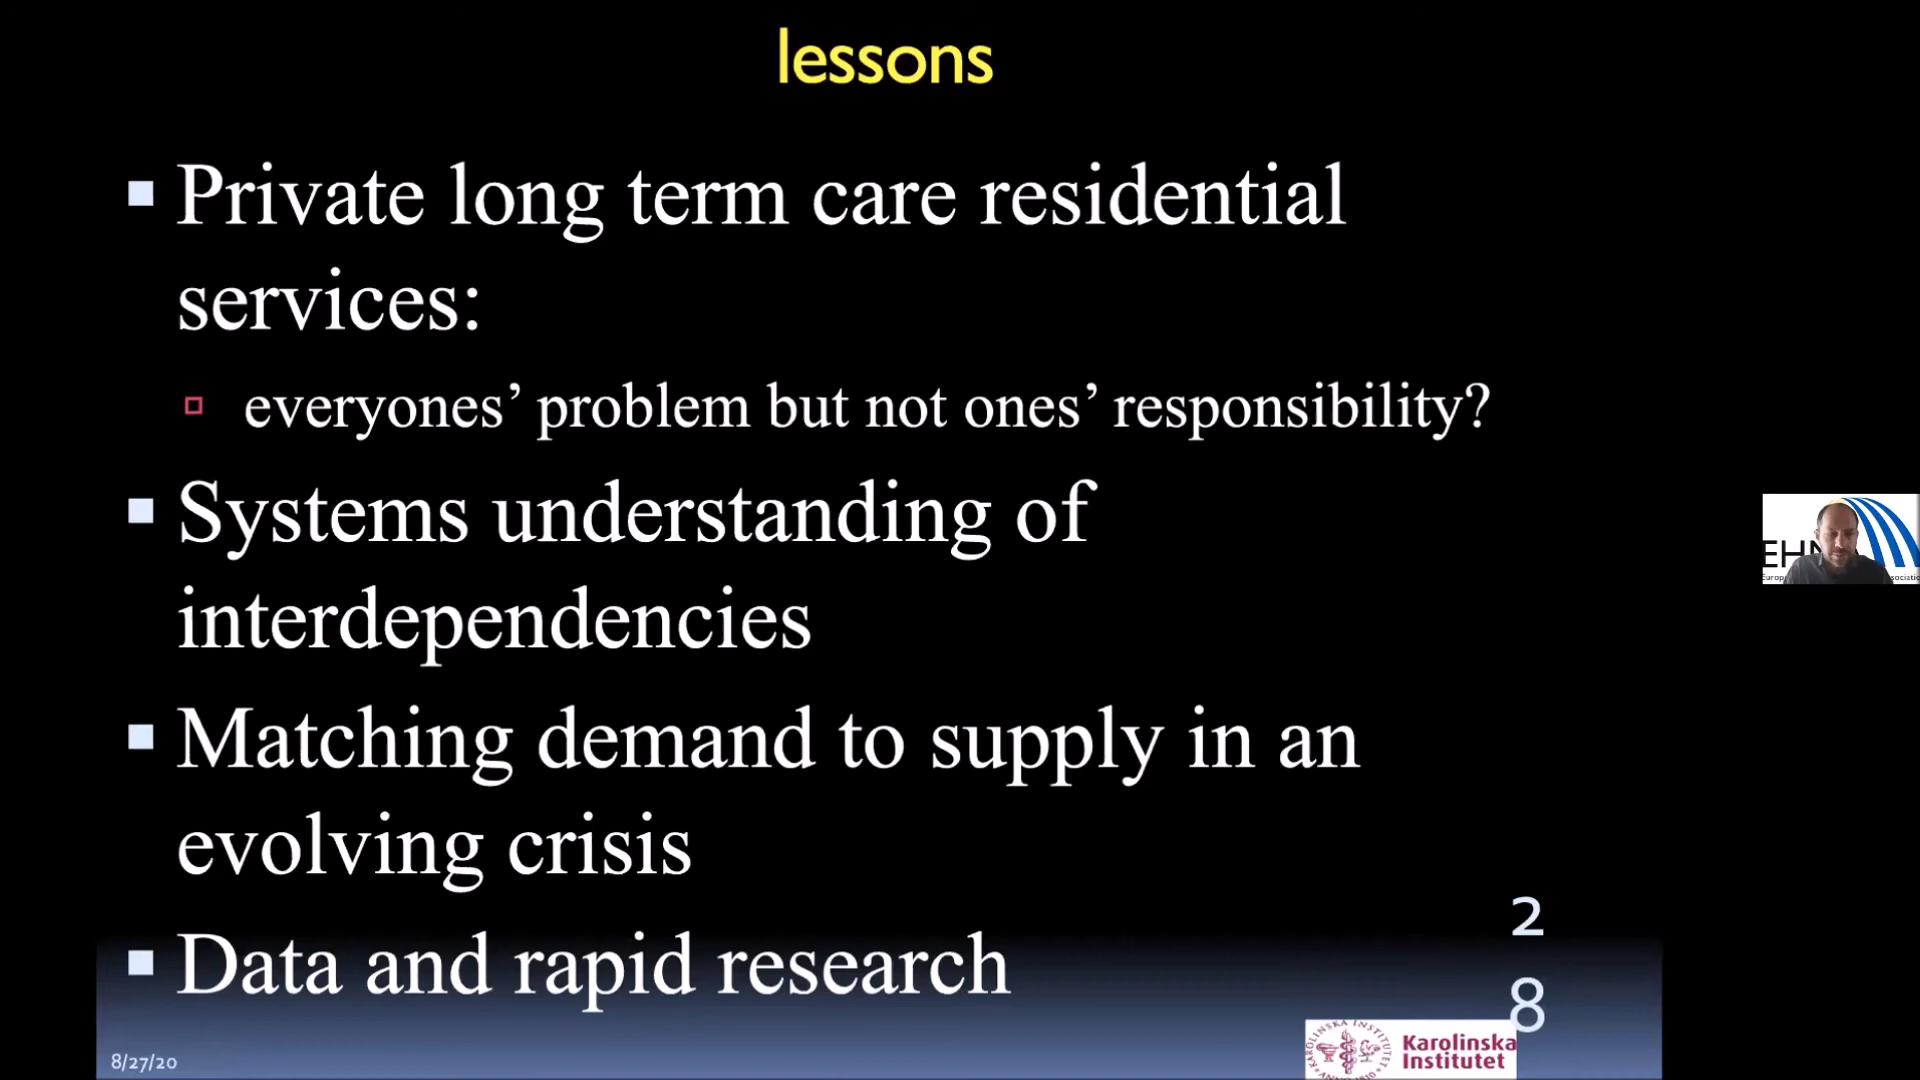 lessons
Private long term care residential
services:
everyones’ problem but not ones’ responsibility?
Systems understanding of
interdependencies
Matching demand to supply in an
evolving crisis
Data and rapid research
2
8
8/27/20
Karolinska
Institutet